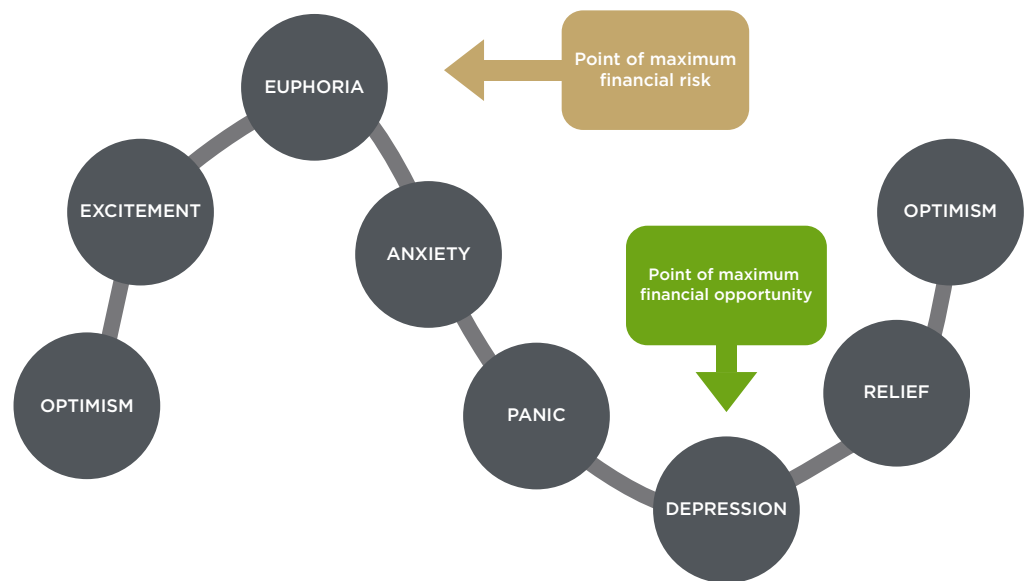 EUPHORIA
Point of maximum
financial risk
EXCITEMENT
OPTIMISM
ANXIETY
Point of maximum
financial opportunity
OPTIMISM
PANIC
RELIEF
DEPRESSION